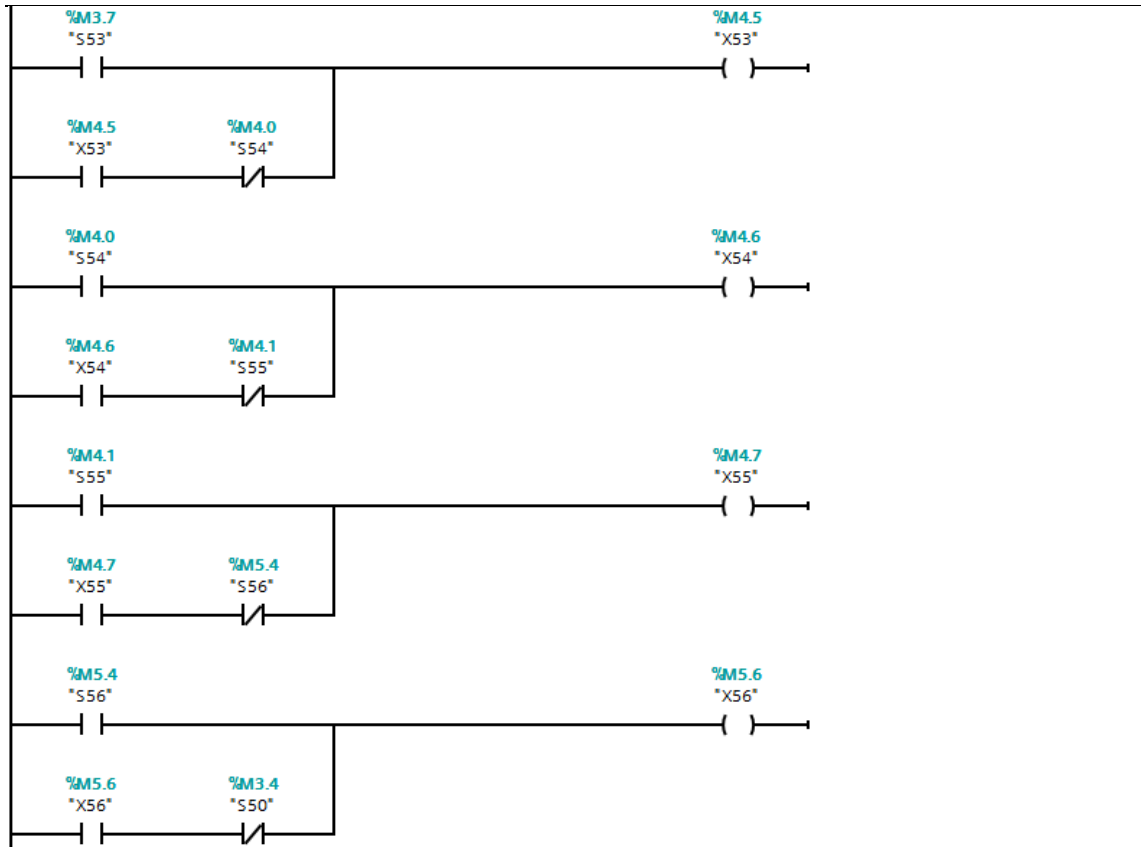 %M3.7 %M4.5
"S53" "X53"
%M4.5 %M4.0
"X53" "S54"
%M4.0 %M4.6
"S54" "X54"
%M4.6 %M4.1
"X54" "S55"
%M4.1 %M4.7
"S55" "X55"
%M4.7 %M5.4
"X55" "S56"
%M5.4 %M5.6
"S56" "X56"
%M5.6 %M3.4
"X56" "S50"